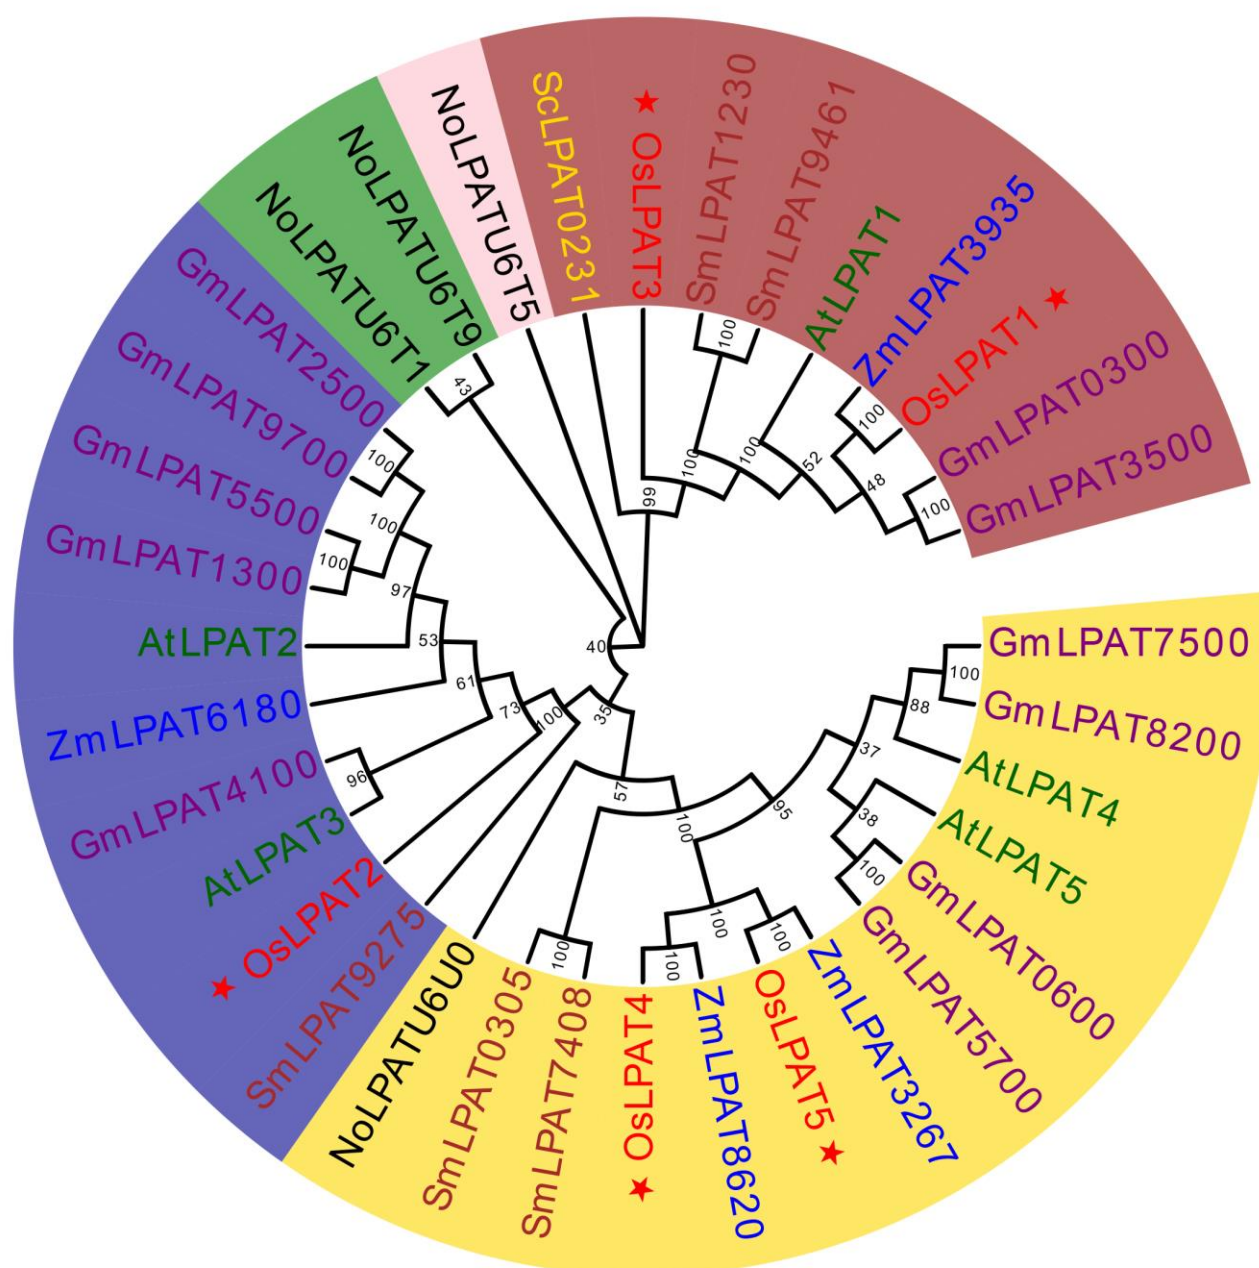 NoLPATU6T5
ScLPAT0231
★ OsLPAT3
SmLPAT1230
SmLPAT9461
AtLPAT1
ZmLPAT3935
OsLPAT1 ★
GmLPAT0300
GmLPAT3500
GmLPAT7500
GmLPAT8200
AtLPAT4
AtLPAT5
GmLPAT0600
GmLPAT5700
ZmLPAT3267
OsLPAT5 ★
ZmLPAT8620
★ OsLPAT4
SmLPAT7408
SmLPAT0305
NoLPATU6U0
SmLPAT9275
★ OsLPAT2
AtLPAT3
GmLPAT4100
ZmLPAT6180
AtLPAT2
GmLPAT1300
GmLPAT5500
GmLPAT9700
GmLPAT2500
NoLPATU6T1
NoLPATU6T9
43
99
100
100
100
100
52
48
100
100
100
88
37
38
100
95
100
100
100
100
57
100
35
40
100
73
96
61
53
97
100
100
100